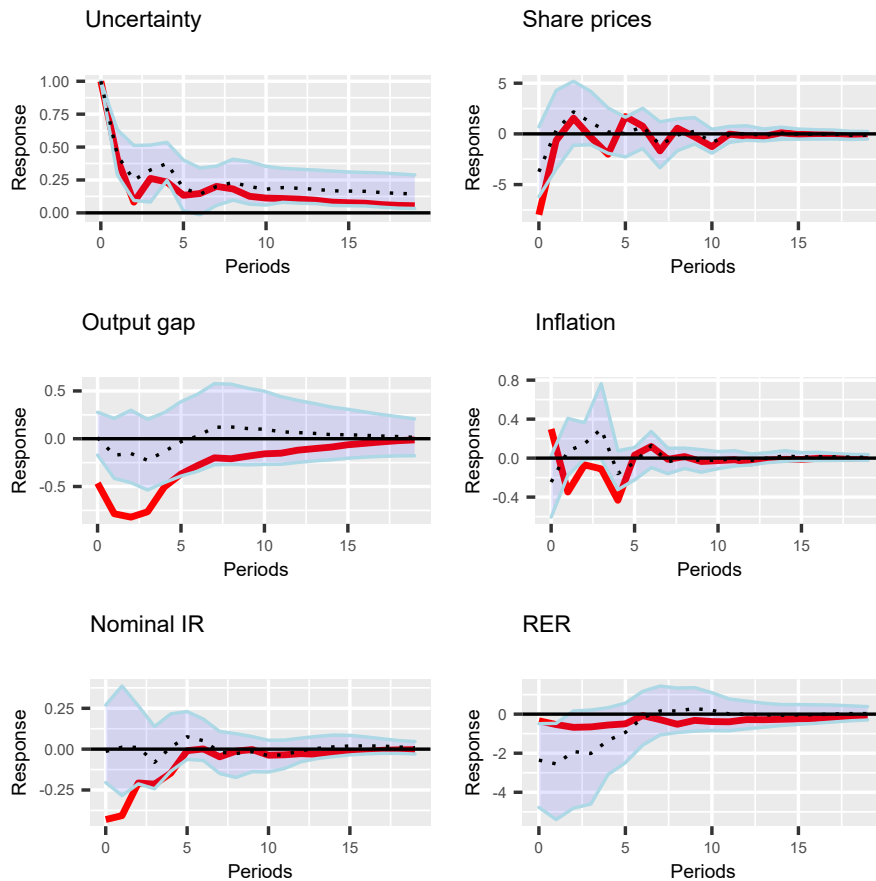 Uncertainty
Response
1.00
0.75
0.50
0.25
0.00
0
5
10
15
Periods
Share prices
Response
5
0
-5
0
5
10
15
Periods
Output gap
Response
0.5
0.0
-0.5
0
5
10
15
Periods
Inflation
Response
0.8
0.4
0.0
-0.4
0
5
10
15
Periods
Nominal IR
Response
0.25
0.00
-0.25
0
5
10
15
Periods
RER
Response
0
-2
-4
0
5
10
15
Periods